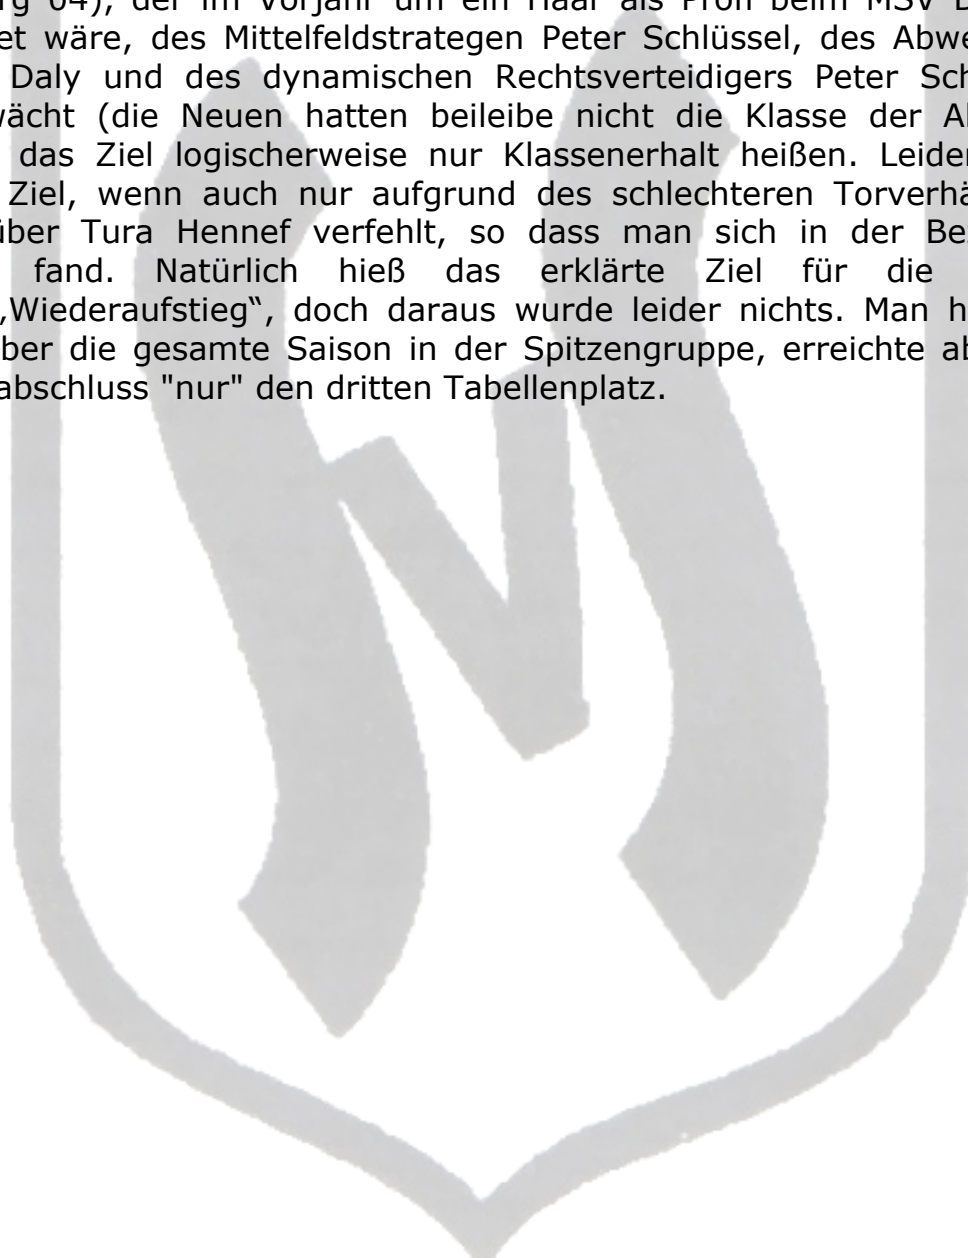 rg 04), der im Vorjahr um ein Haar als Profi beim MSV D
et wäre, des Mittelfeldstrategen Peter Schlüssel, des Abwe
Daly und des dynamischen Rechtsverteidigers Peter Sch
wächt (die Neuen hatten beileibe nicht die Klasse der A
das Ziel logischerweise nur Klassenerhalt heißen. Leider
Ziel, wenn auch nur aufgrund des schlechteren Torverhä
über Tura Hennef verfehlt, so dass man sich in der Be
fand. Natürlich hieß das erklärte Ziel für die
„Wiederaufstieg“, doch daraus wurde leider nichts. Man h
ber die gesamte Saison in der Spitzengruppe, erreichte ab
abschluss "nur" den dritten Tabellenplatz.